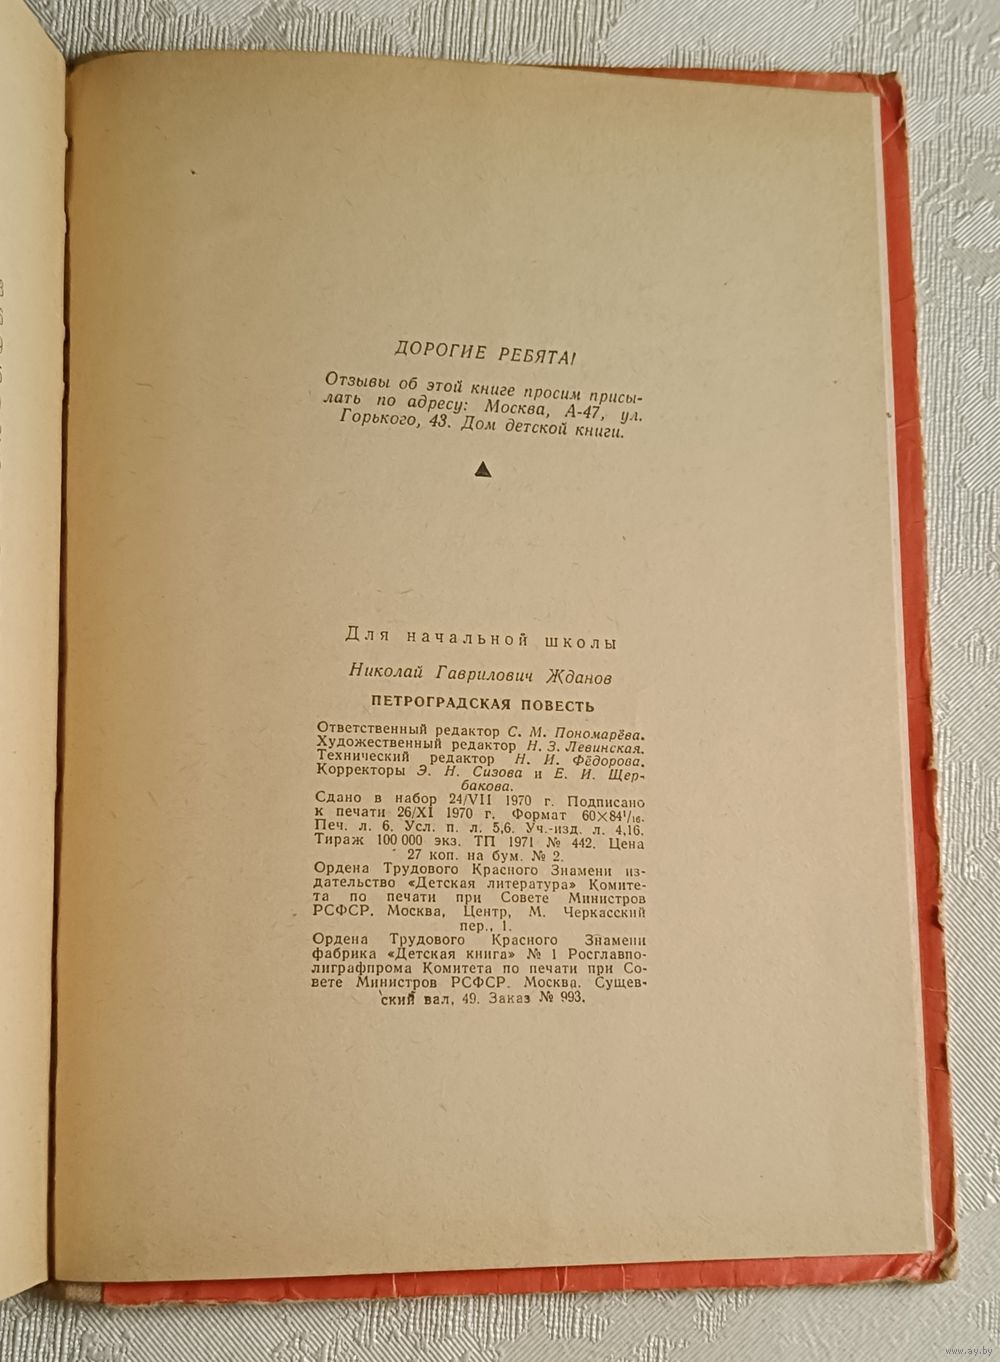 ДОРОГИЕ РЕБЯТА!
Отзывы об этой книге просим присы-
лать по адресу: Москва, А-47, ул.
Горького, 43. Дом детской книги.
Для начальной школы
Николай Гаврилович Жданов
ПЕТРОГРАДСКАЯ ПОВЕСТЬ
Ответственный редактор С. М. Пономарёва.
Художественный редактор Н. З. Левинская.
Технический редактор Н. И. Фёдорова.
Корректоры Э. Н. Сизова и Е. И. Щер-
бакова.
Сдано в набор 24/VII 1970 г. Подписано
к печати 26/XI 1970 г. Формат 60×84¹/₁₆.
Печ. л. 6. Усл. п. л. 5,6. Уч.-изд. л. 4,16.
Тираж 100 000 экз. ТП 1971 № 442. Цена
27 коп. на бум. № 2.
Ордена Трудового Красного Знамени из-
дательство «Детская литература» Комите-
та по печати при Совете Министров
РСФСР. Москва, Центр, М. Черкасский
пер., 1.
Ордена Трудового Красного Знамени
фабрика «Детская книга» № 1 Росглавпо-
лиграфпрома Комитета по печати при Со-
вете Министров РСФСР. Москва. Сущев-
ский вал, 49. Заказ № 993.
www.ay.by